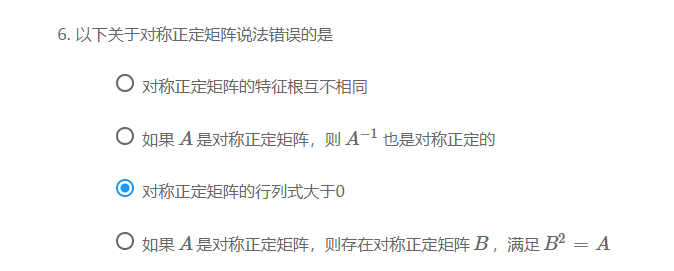 6. 以下关于对称正定矩阵说法错误的是
对称正定矩阵的特征根互不相同
如果 A 是对称正定矩阵，则 A⁻¹ 也是对称正定的
对称正定矩阵的行列式大于0
如果 A 是对称正定矩阵，则存在对称正定矩阵 B ，满足 B² = A